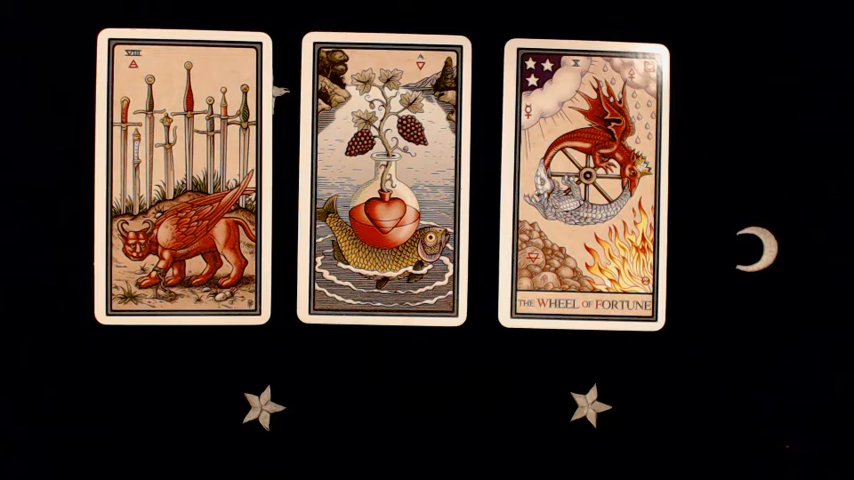 VIII
A
X
THE WHEEL OF FORTUNE